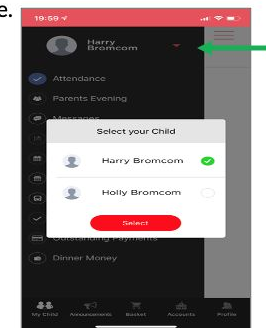 e.
19:59
Harry
Bromcom
Attendance
Parents Evening
Messages
Select your Child
Harry Bromcom
Holly Bromcom
Select
Outstanding Payments
Dinner Money
My Child Announcements Basket Accounts Profile